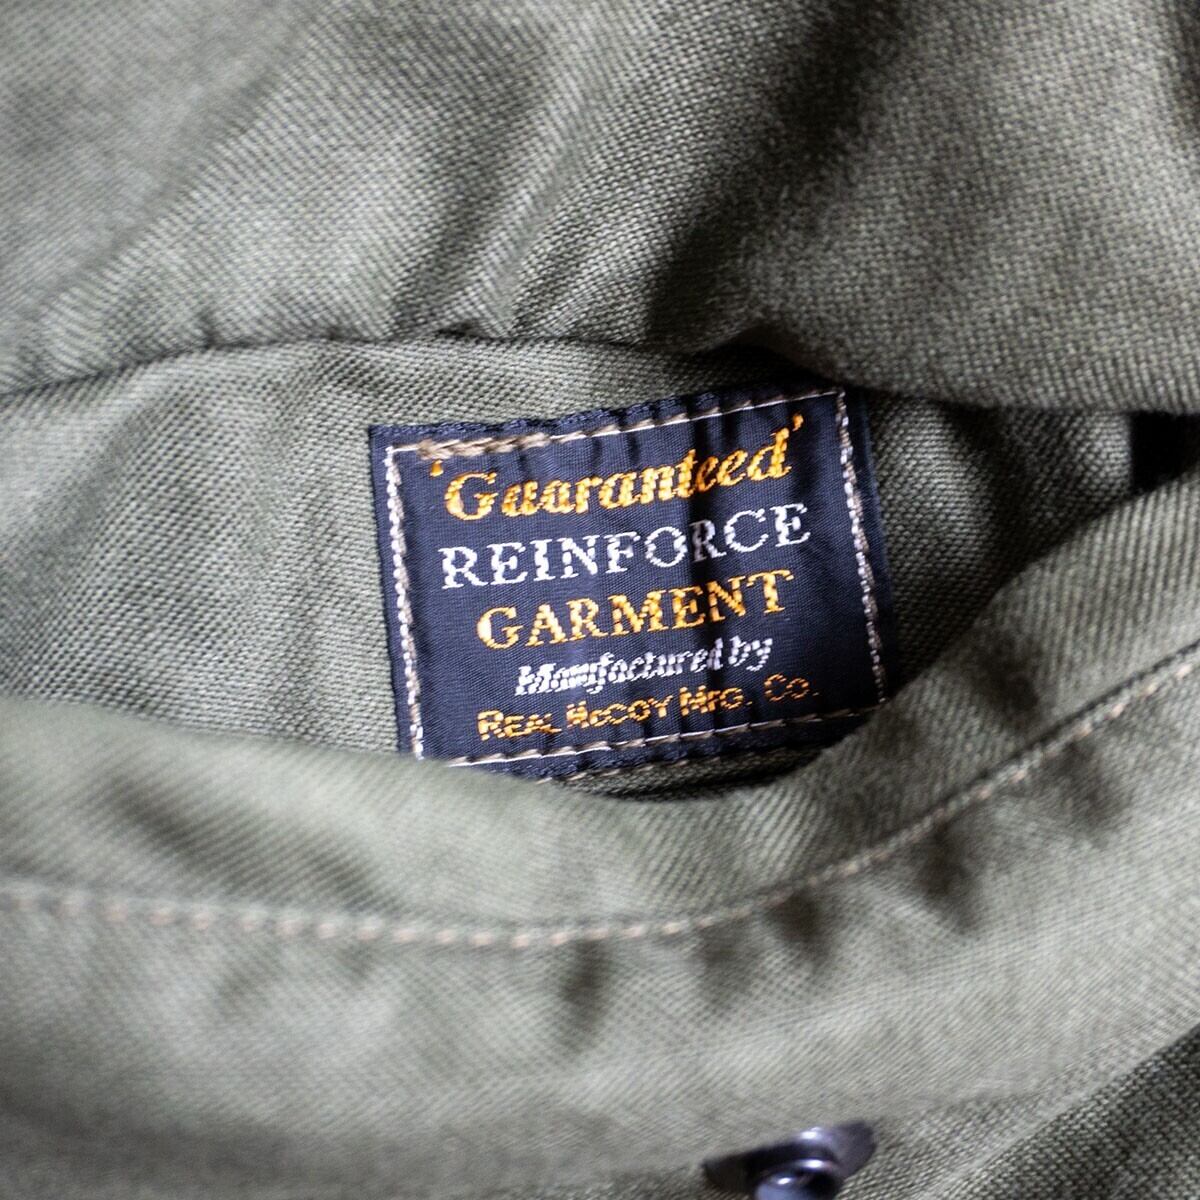 'Guaranteed'
REINFORCE
GARMENT
Manufactured by
REAL McCOY MFG. Co.